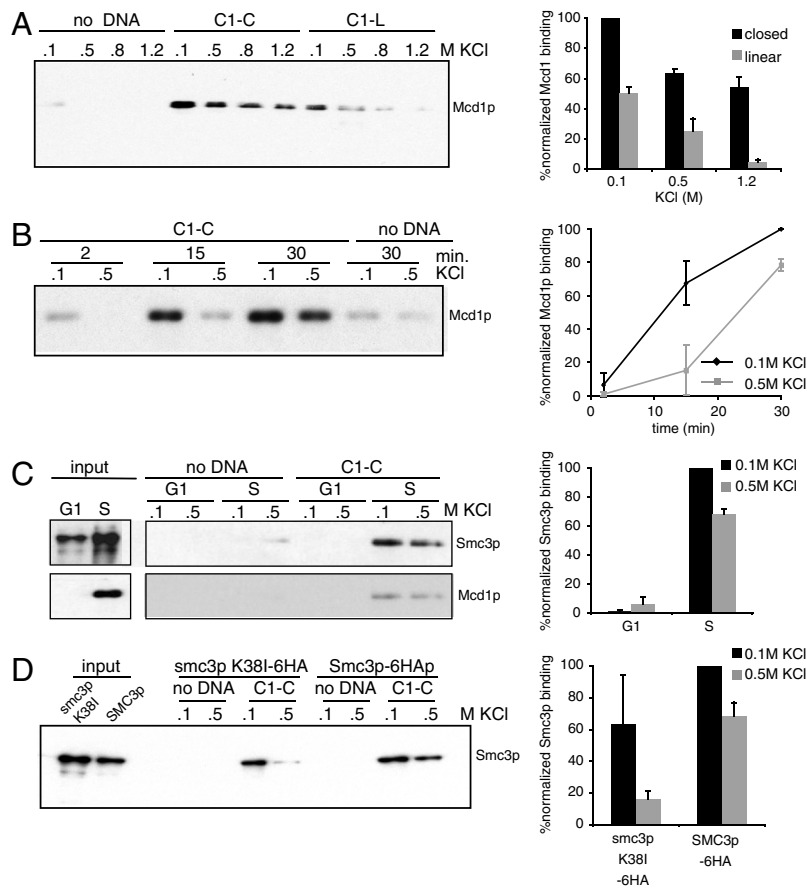 A
no DNA C1-C C1-L
.1 .5 .8 1.2 .1 .5 .8 1.2 .1 .5 .8 1.2 M KCl
Mcd1p
%normalized Mcd1 binding
100
80
60
40
20
0
closed
linear
0.1 0.5 1.2
KCl (M)
B
C1-C no DNA
2 15 30 30 min.
.1 .5 .1 .5 .1 .5 .1 .5 KCl
Mcd1p
%normalized Mcd1p binding
100
80
60
40
20
0
0.1M KCl
0.5M KCl
0 10 20 30
time (min)
C
input no DNA C1-C
G1 S G1 S G1 S
.1 .5 .1 .5 .1 .5 .1 .5 M KCl
Smc3p
Mcd1p
%normalized Smc3p binding
100
80
60
40
20
0
0.1M KCl
0.5M KCl
G1 S
D
input smc3p K38I-6HA Smc3p-6HAp
smc3p K38I SMC3p no DNA C1-C no DNA C1-C
.1 .5 .1 .5 .1 .5 .1 .5 M KCl
Smc3p
%normalized Smc3p binding
100
80
60
40
20
0
0.1M KCl
0.5M KCl
smc3p SMC3p
K38I -6HA
-6HA